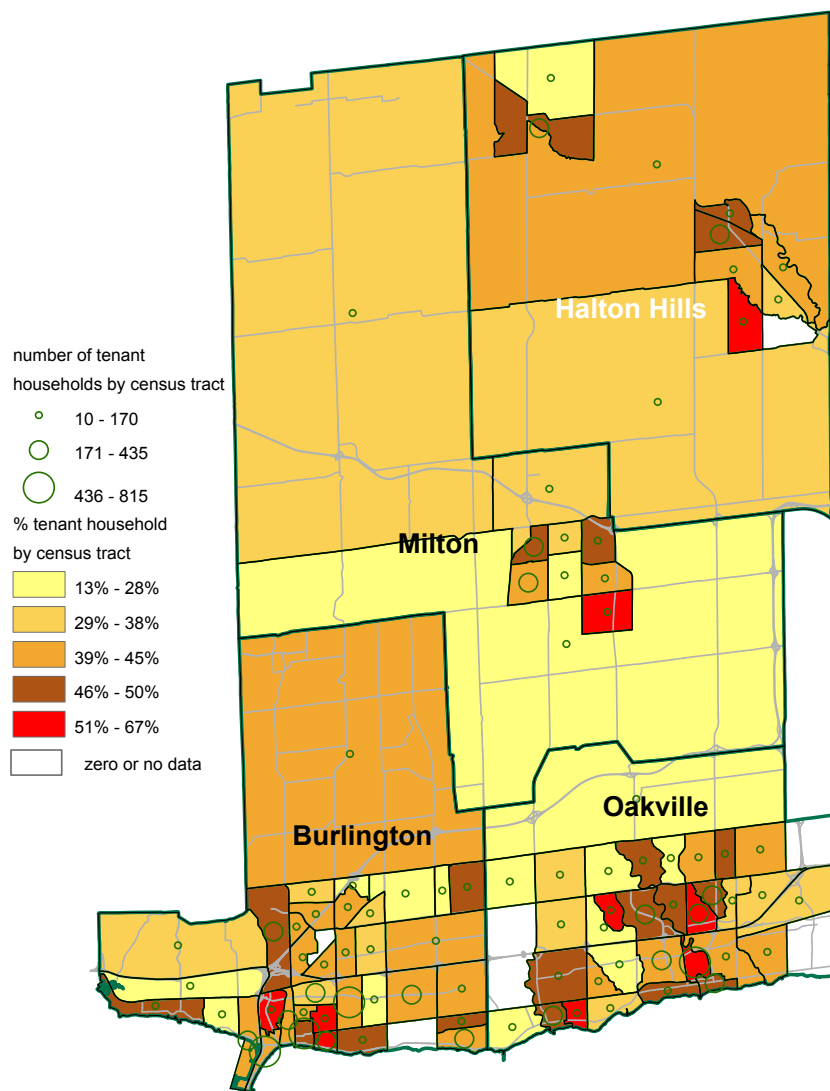 Halton Hills
number of tenant
households by census tract
10 - 170
171 - 435
436 - 815
% tenant household
by census tract
13% - 28%
29% - 38%
39% - 45%
46% - 50%
51% - 67%
zero or no data
Milton
Oakville
Burlington